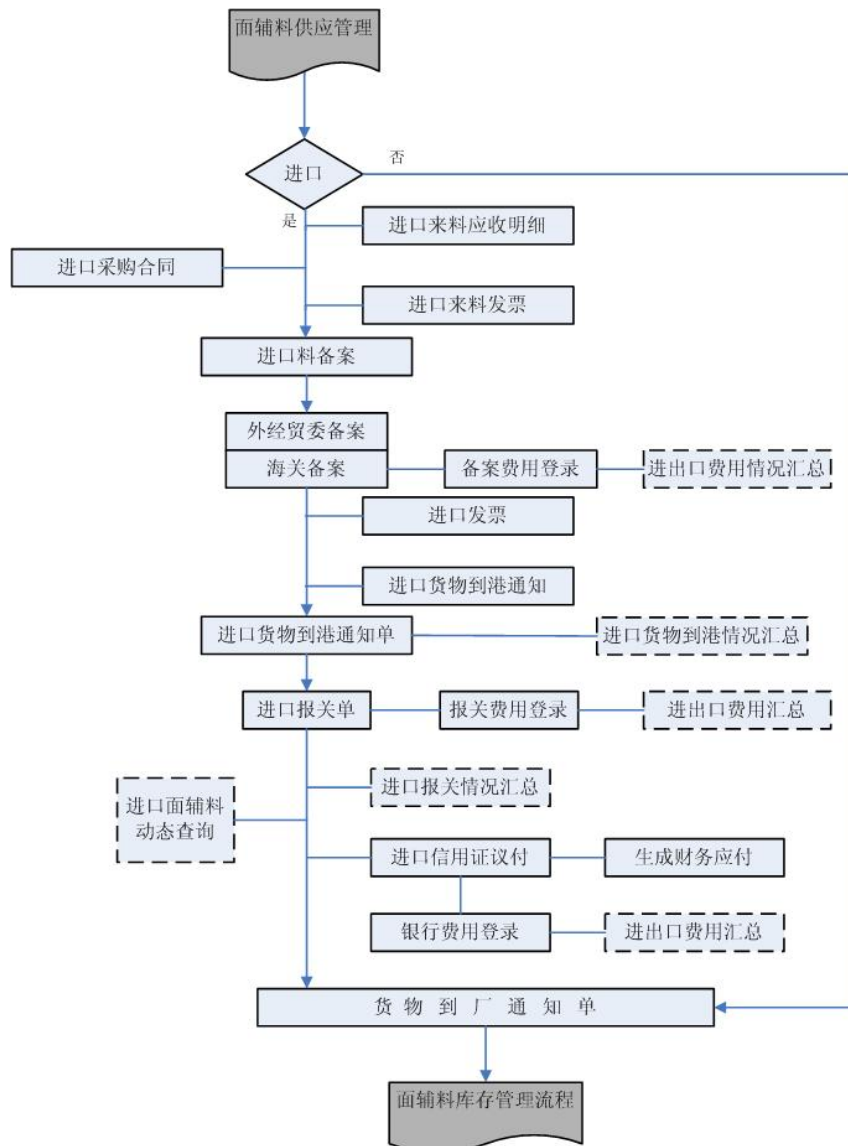 面辅料供应管理
进口
否
是
进口来料应收明细
进口采购合同
进口来料发票
进口料备案
外经贸委备案
海关备案
备案费用登录
进出口费用情况汇总
进口发票
进口货物到港通知
进口货物到港通知单
进口货物到港情况汇总
进口报关单
报关费用登录
进出口费用汇总
进口报关情况汇总
进口面辅料
动态查询
进口信用证议付
生成财务应付
银行费用登录
进出口费用汇总
货物到厂通知单
面辅料库存管理流程